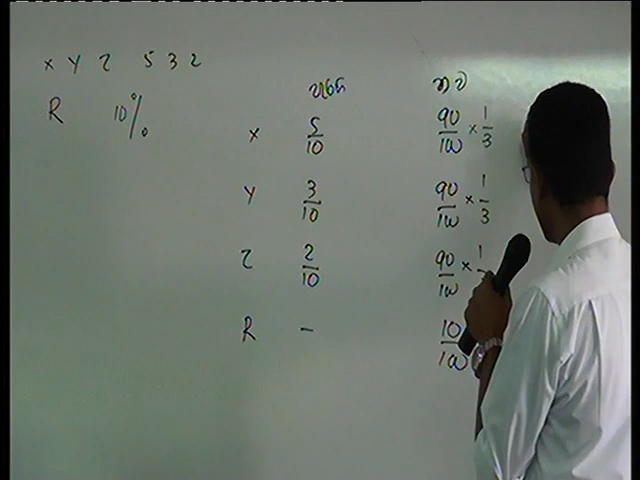 x y z 5 3 2
නව
R 10%
x 5/10 90/100 × 1/3
y 3/10 90/100 × 1/3
z 2/10 90/100 × 1/
R – 10/100